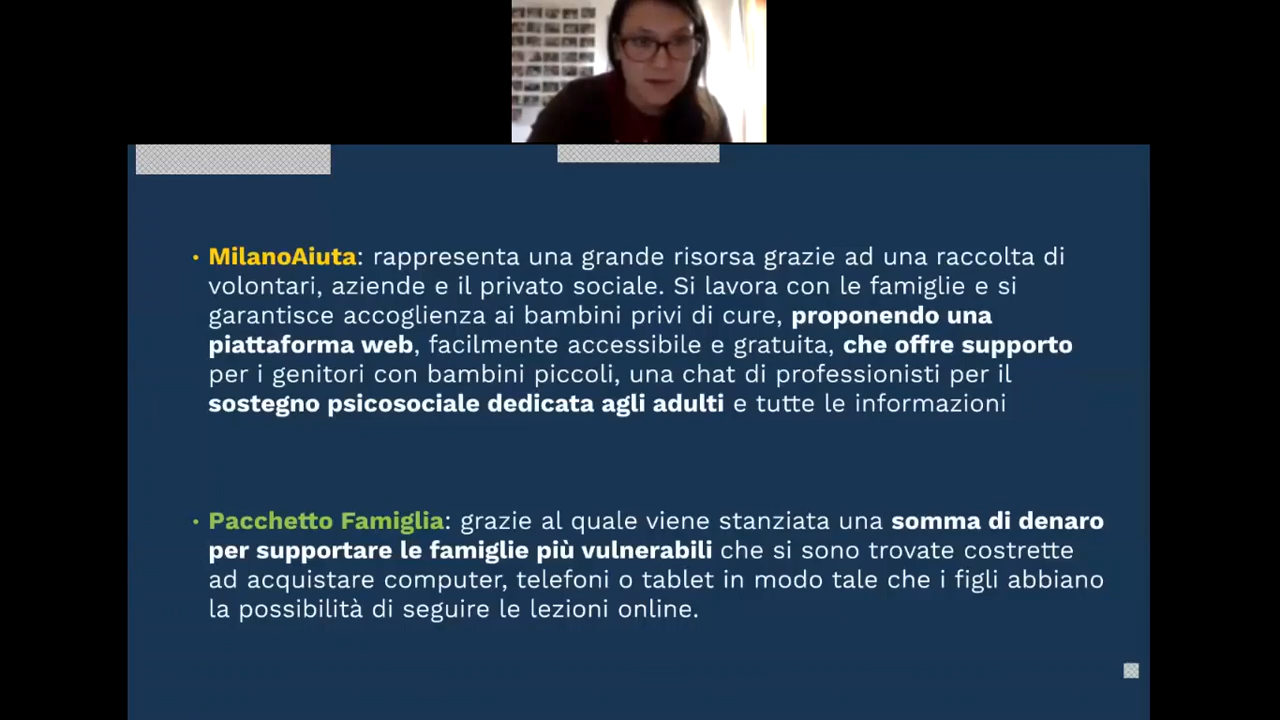 • MilanoAiuta: rappresenta una grande risorsa grazie ad una raccolta di
volontari, aziende e il privato sociale. Si lavora con le famiglie e si
garantisce accoglienza ai bambini privi di cure, proponendo una
piattaforma web, facilmente accessibile e gratuita, che offre supporto
per i genitori con bambini piccoli, una chat di professionisti per il
sostegno psicosociale dedicata agli adulti e tutte le informazioni
• Pacchetto Famiglia: grazie al quale viene stanziata una somma di denaro
per supportare le famiglie più vulnerabili che si sono trovate costrette
ad acquistare computer, telefoni o tablet in modo tale che i figli abbiano
la possibilità di seguire le lezioni online.